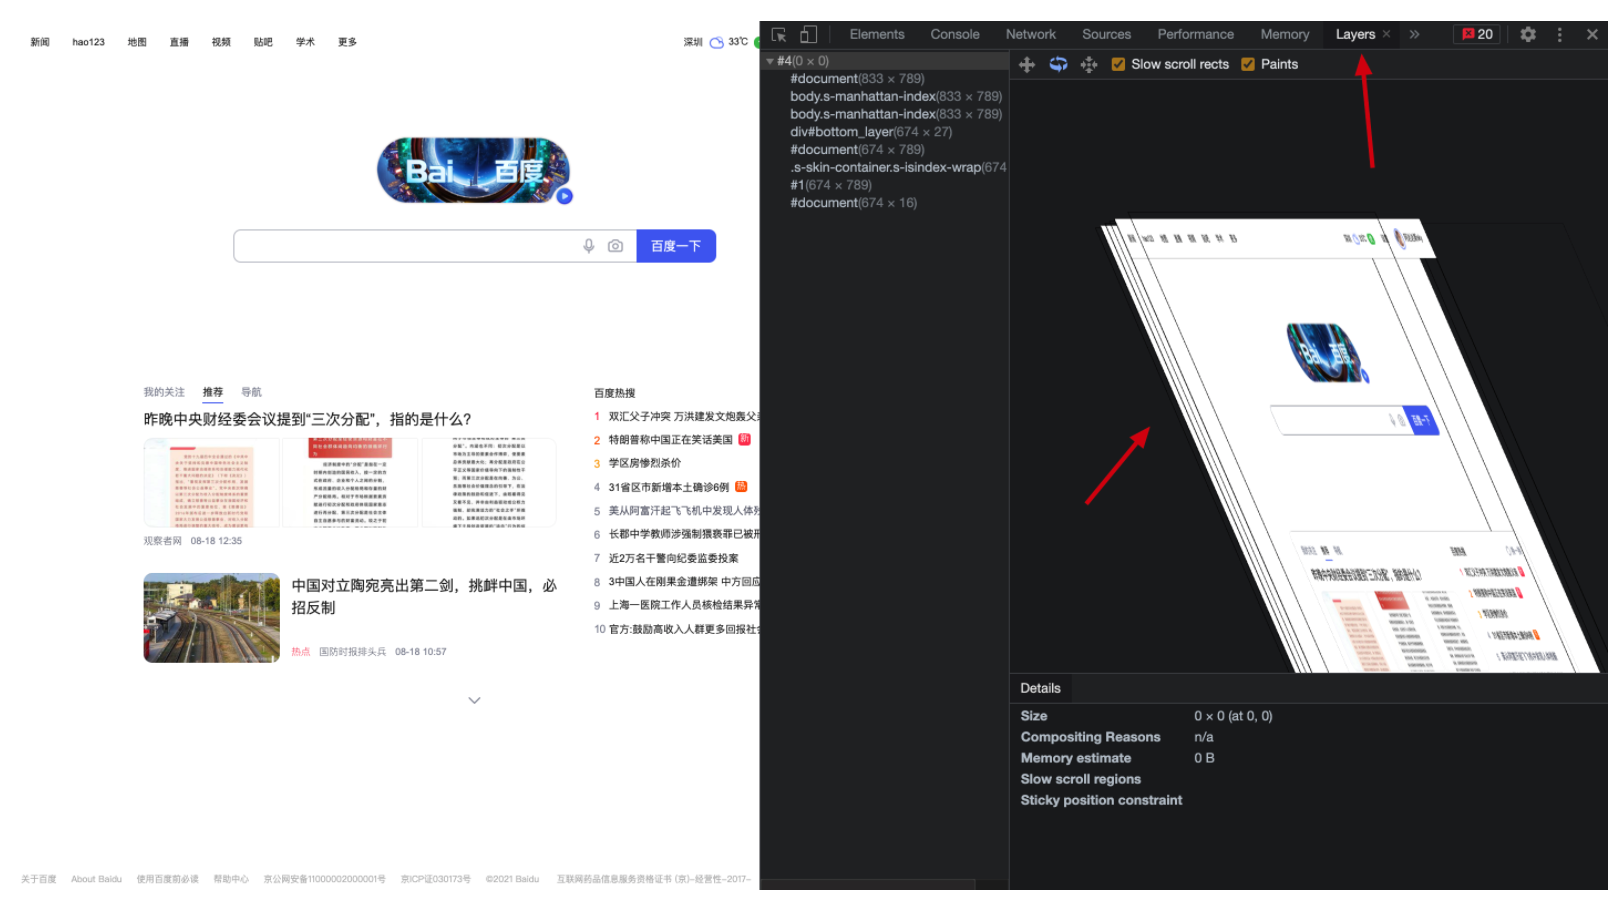 新闻 hao123 地图 直播 视频 贴吧 学术 更多
深圳 33℃
Bai 百度
百度一下
我的关注 推荐 导航
昨晚中央财经委会议提到“三次分配”，指的是什么？
观察者网 08-18 12:35
中国对立陶宛亮出第二剑，挑衅中国，必
招反制
热点 国防时报排头兵 08-18 10:57
百度热搜
1 双汇父子冲突 万洪建发文炮轰父
2 特朗普称中国正在笑话美国 新
3 学区房惨烈杀价
4 31省区市新增本土确诊6例 热
5 美从阿富汗起飞飞机中发现人体
6 长郡中学教师涉强制猥亵罪已被
7 近2万名干警向纪委监委投案
8 3中国人在刚果金遭绑架 中方回应
9 上海一医院工作人员核检结果异常
10 官方:鼓励高收入人群更多回报社
关于百度 About Baidu 使用百度前必读 帮助中心 京公网安备11000002000001号 京ICP证030173号 ©2021 Baidu 互联网药品信息服务资格证书 (京)-经营性-2017-
Elements Console Network Sources Performance Memory Layers × » 20
#4(0 × 0)
#document(833 × 789)
body.s-manhattan-index(833 × 789)
body.s-manhattan-index(833 × 789)
div#bottom_layer(674 × 27)
#document(674 × 789)
.s-skin-container.s-isindex-wrap(674
#1(674 × 789)
#document(674 × 16)
Slow scroll rects Paints
Bai 百度
百度一下
Details
Size 0 × 0 (at 0, 0)
Compositing Reasons n/a
Memory estimate 0 B
Slow scroll regions
Sticky position constraint